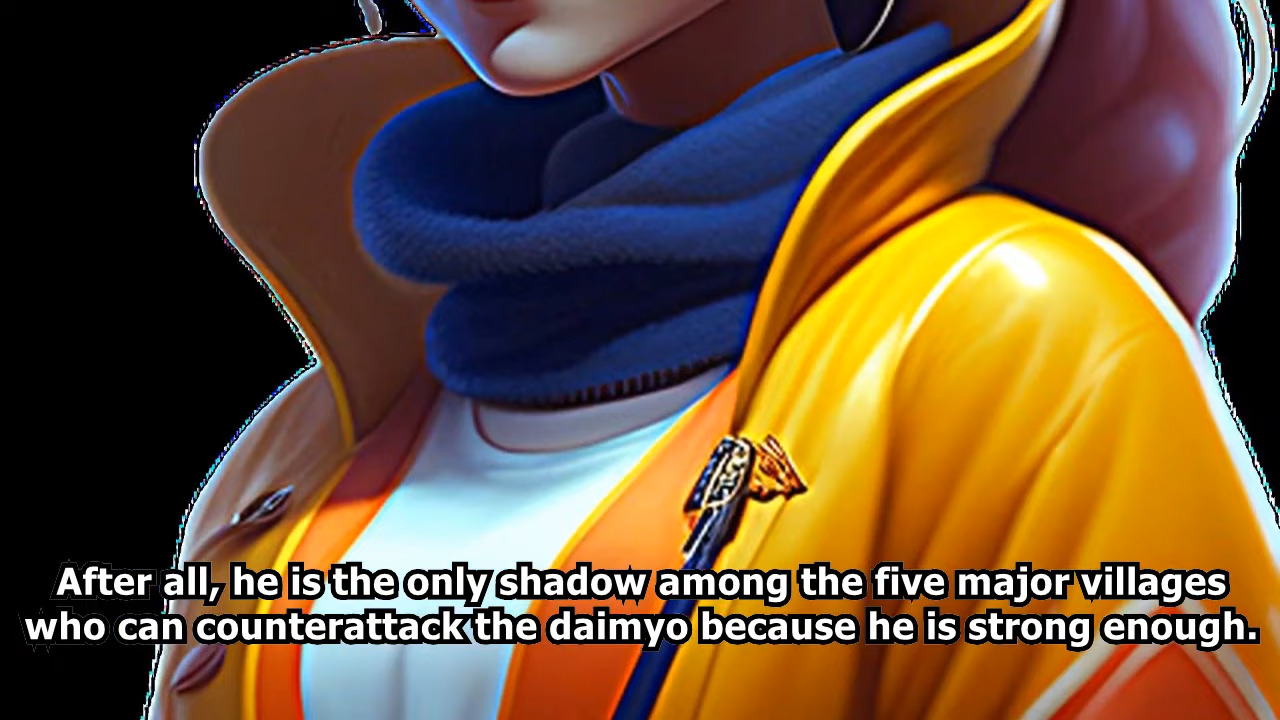 After all, he is the only shadow among the five major villages
who can counterattack the daimyo because he is strong enough.